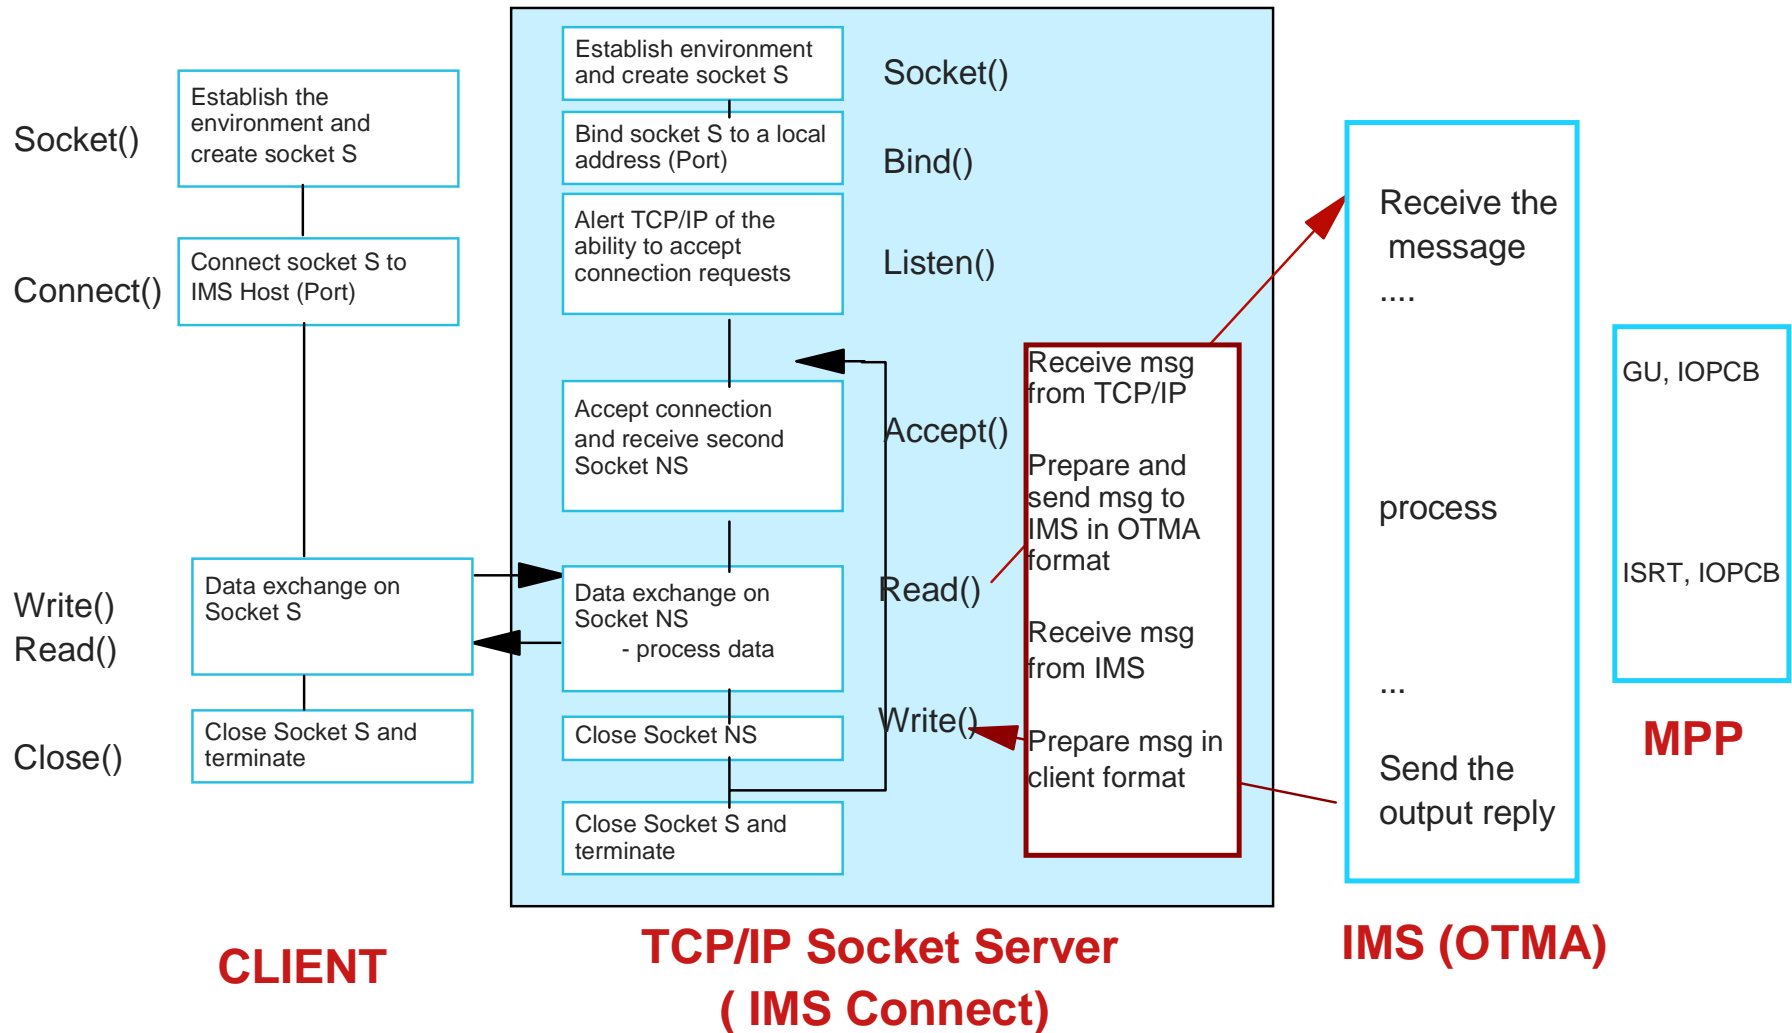 Socket()
Establish the
environment and
create socket S
Connect()
Connect socket S to
IMS Host (Port)
Write()
Read()
Data exchange on
Socket S
Close()
Close Socket S and
terminate
CLIENT
Establish environment
and create socket S
Socket()
Bind socket S to a local
address (Port)
Bind()
Alert TCP/IP of the
ability to accept
connection requests
Listen()
Accept connection
and receive second
Socket NS
Accept()
Data exchange on
Socket NS
- process data
Read()
Close Socket NS
Write()
Close Socket S and
terminate
Receive msg
from TCP/IP
Prepare and
send msg to
IMS in OTMA
format
Receive msg
from IMS
Prepare msg in
client format
TCP/IP Socket Server
( IMS Connect)
Receive the
message
....
process
...
Send the
output reply
IMS (OTMA)
GU, IOPCB
ISRT, IOPCB
MPP